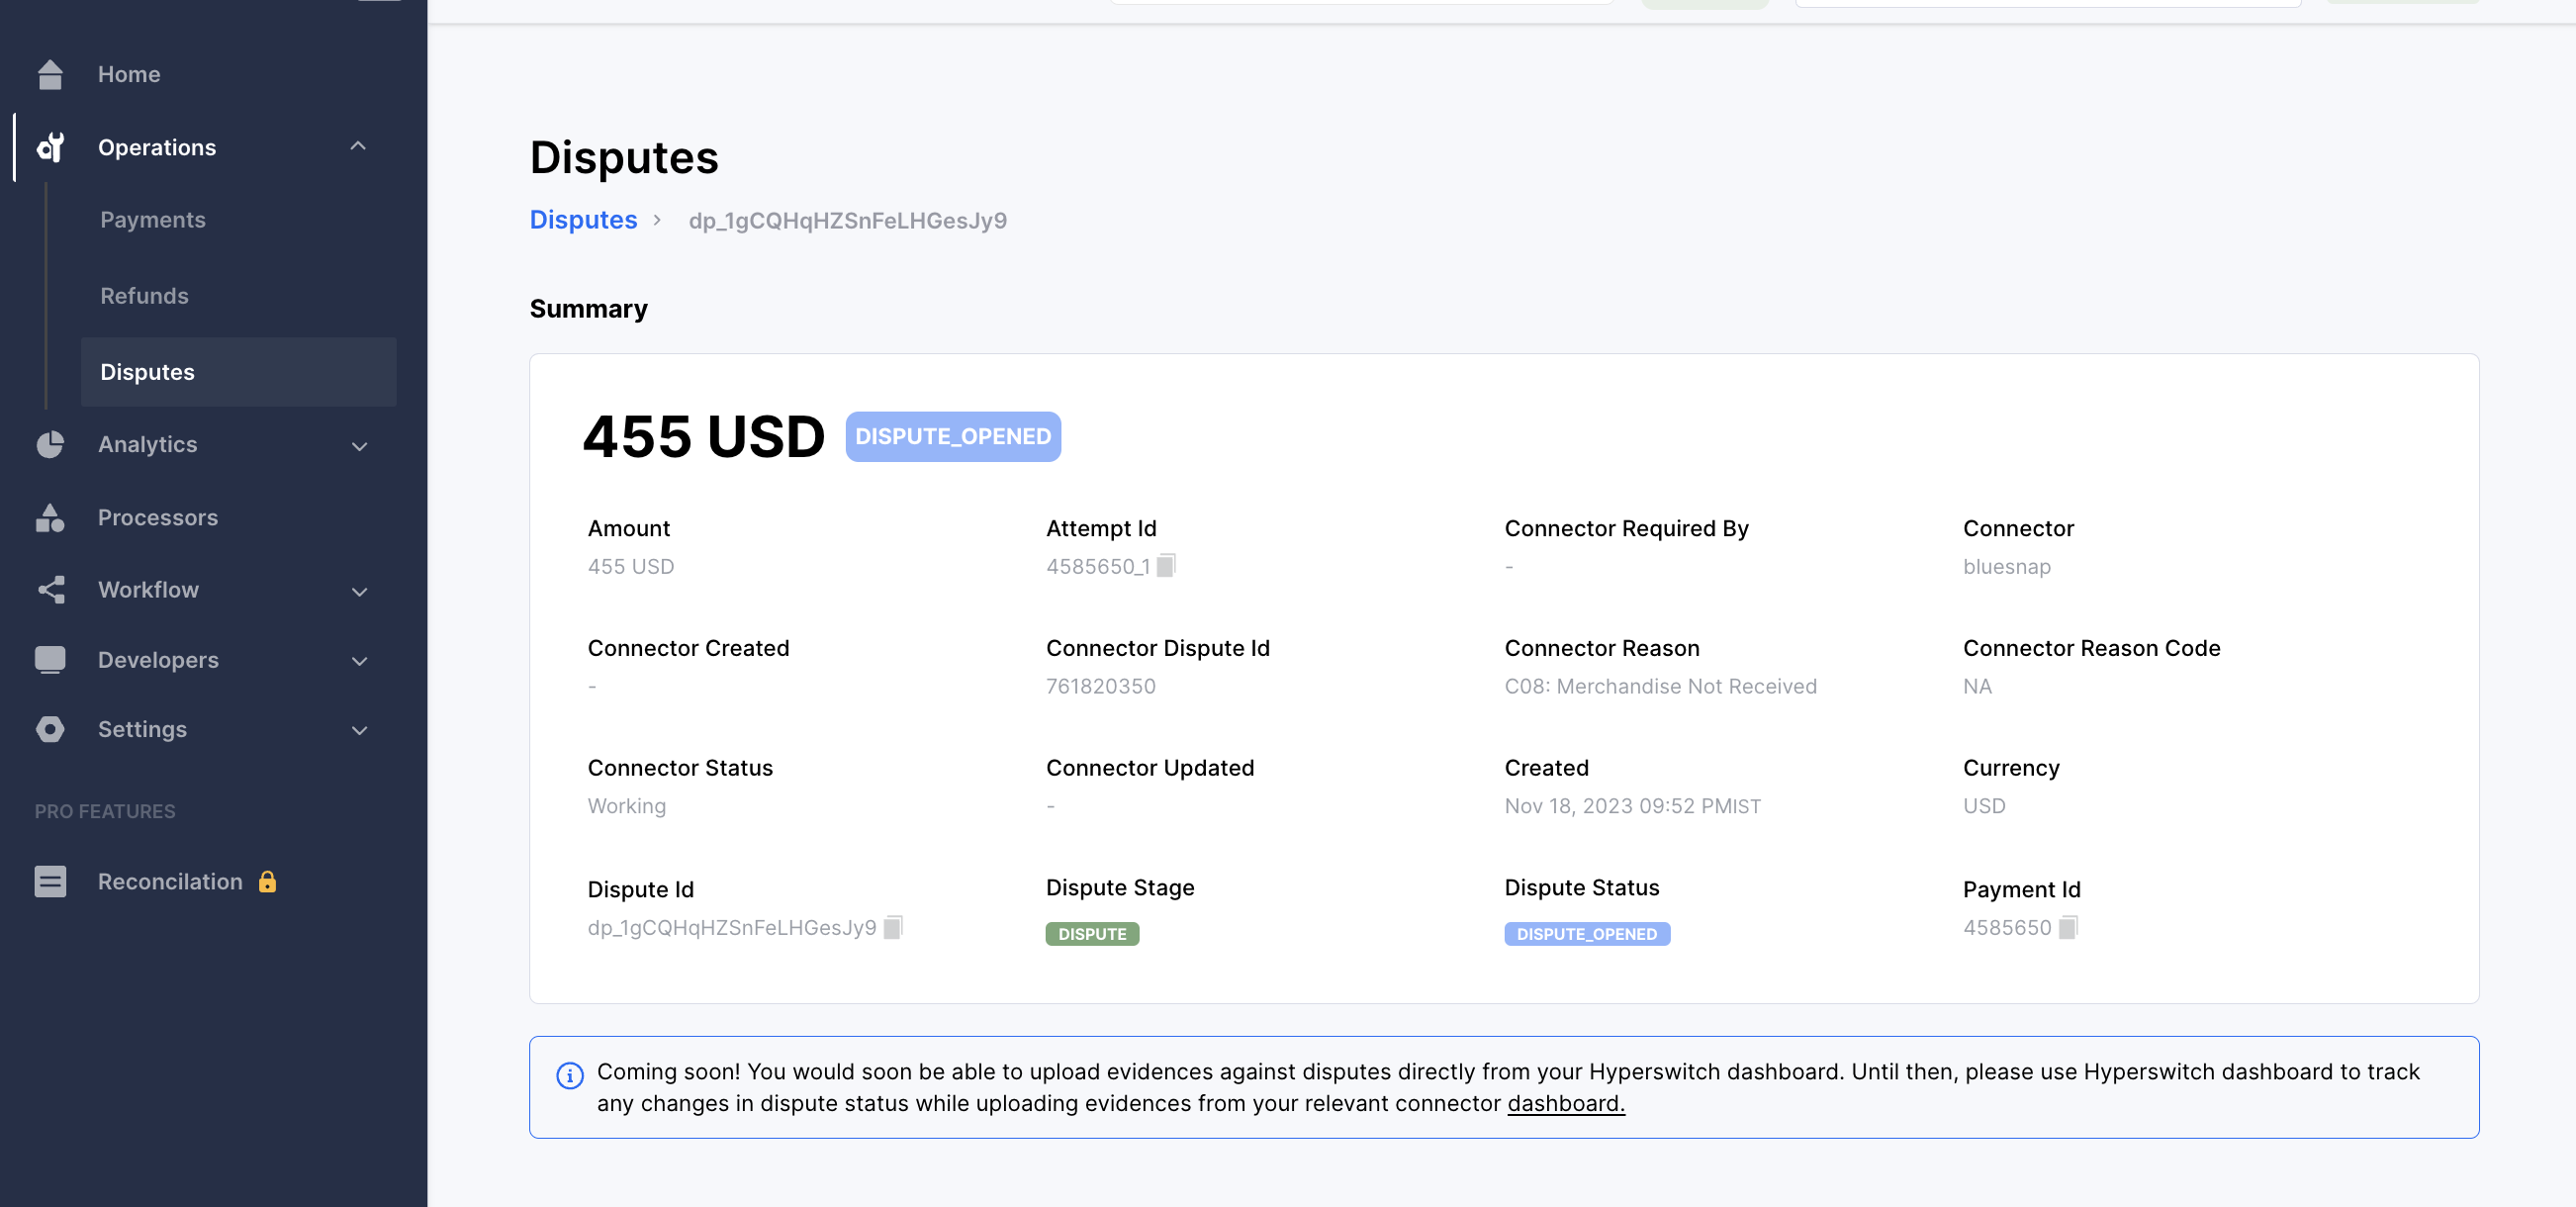 Home
Operations
Payments
Refunds
Disputes
Analytics
Processors
Workflow
Developers
Settings
PRO FEATURES
Reconcilation
Disputes
Disputes > dp_1gCQHqHZSnFeLHGesJy9
Summary
455 USD DISPUTE_OPENED
Amount
455 USD
Attempt Id
4585650_1
Connector Required By
-
Connector
bluesnap
Connector Created
-
Connector Dispute Id
761820350
Connector Reason
C08: Merchandise Not Received
Connector Reason Code
NA
Connector Status
Working
Connector Updated
-
Created
Nov 18, 2023 09:52 PMIST
Currency
USD
Dispute Id
dp_1gCQHqHZSnFeLHGesJy9
Dispute Stage
DISPUTE
Dispute Status
DISPUTE_OPENED
Payment Id
4585650
Coming soon! You would soon be able to upload evidences against disputes directly from your Hyperswitch dashboard. Until then, please use Hyperswitch dashboard to track
any changes in dispute status while uploading evidences from your relevant connector dashboard.